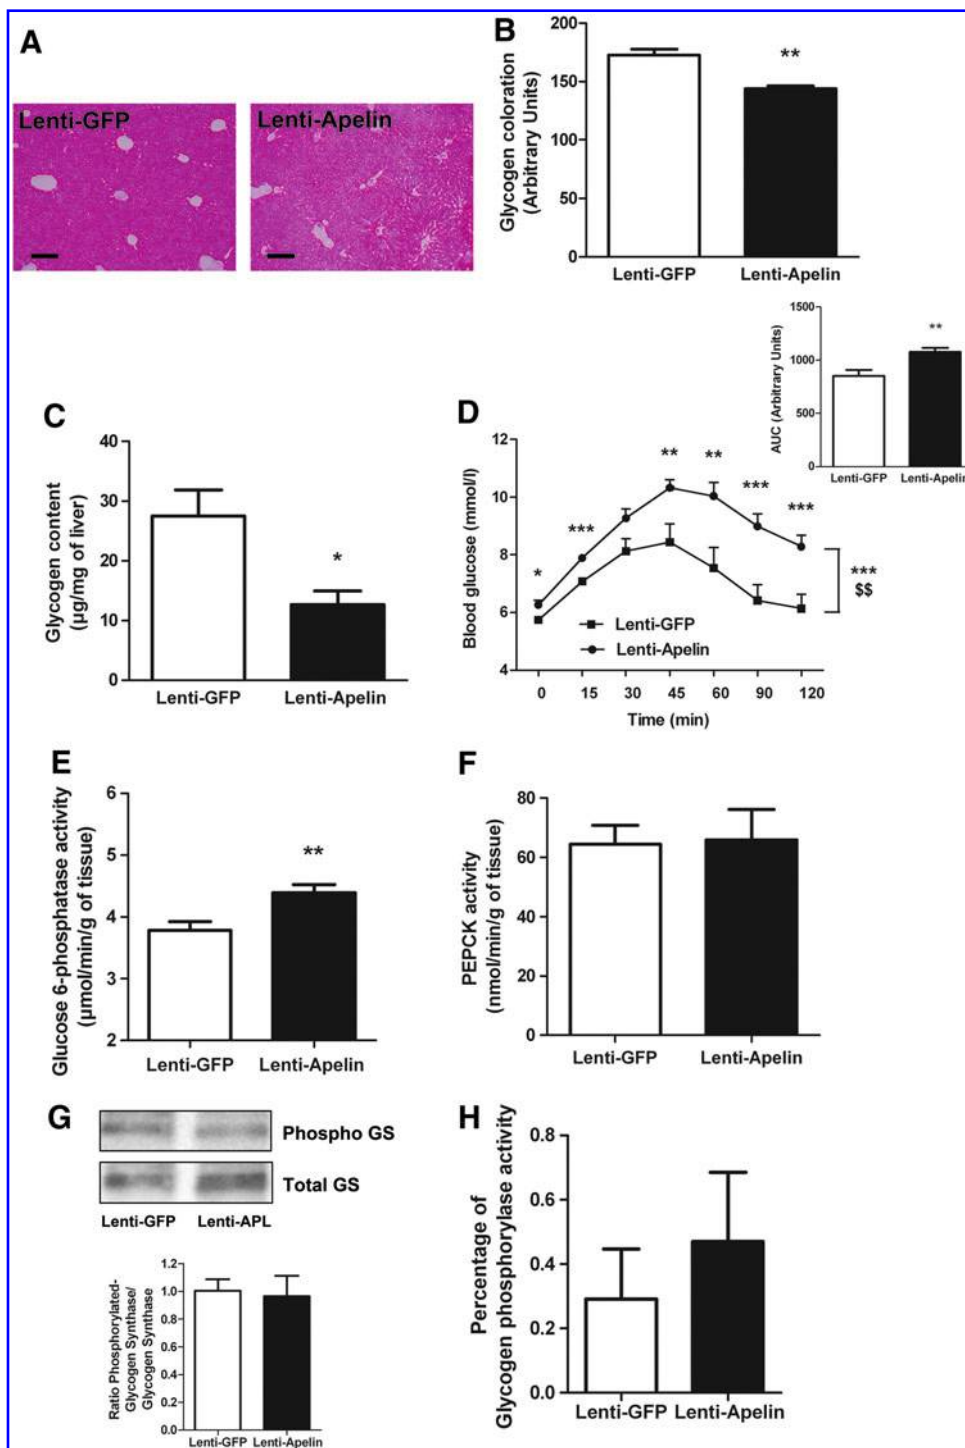 A
Lenti-GFP
Lenti-Apelin
B
Glycogen coloration
(Arbitrary Units)
200
150
100
50
0
**
Lenti-GFP
Lenti-Apelin
C
Glycogen content
(µg/mg of liver)
40
30
20
10
0
*
Lenti-GFP
Lenti-Apelin
D
Blood glucose (mmol/l)
12
10
8
6
4
*
***
**
**
***
***
***
$$
Lenti-GFP
Lenti-Apelin
0 15 30 45 60 90 120
Time (min)
AUC (Arbitrary Units)
1500
1000
500
0
**
Lenti-GFP
Lenti-Apelin
E
Glucose 6-phosphatase activity
(µmol/min/g of tissue)
6
5
4
3
2
**
Lenti-GFP
Lenti-Apelin
F
PEPCK activity
(nmol/min/g of tissue)
80
60
40
20
0
Lenti-GFP
Lenti-Apelin
G
Phospho GS
Total GS
Lenti-GFP
Lenti-APL
Ratio Phosphorylated-
Glycogen Synthase/
Glycogen Synthase
1.2
1.0
0.8
0.6
0.4
0.2
0.0
Lenti-GFP
Lenti-Apelin
H
Percentage of
Glycogen phosphorylase activity
0.8
0.6
0.4
0.2
0.0
Lenti-GFP
Lenti-Apelin